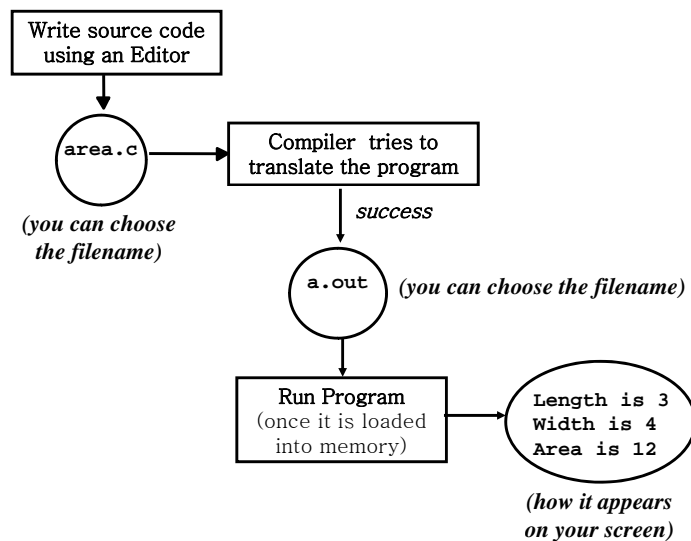 Write source code
using an Editor
area.c
Compiler tries to
translate the program
(you can choose
the filename)
success
a.out
(you can choose the filename)
Run Program
(once it is loaded
into memory)
Length is 3
Width is 4
Area is 12
(how it appears
on your screen)